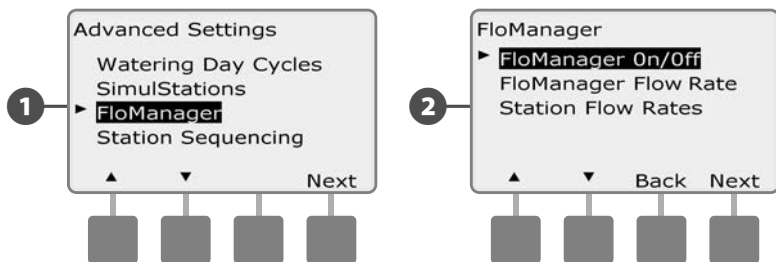 Advanced Settings
Watering Day Cycles
SimulStations
► FloManager
Station Sequencing
▲ ▼ Next
1
FloManager
► FloManager On/Off
FloManager Flow Rate
Station Flow Rates
▲ ▼ Back Next
2